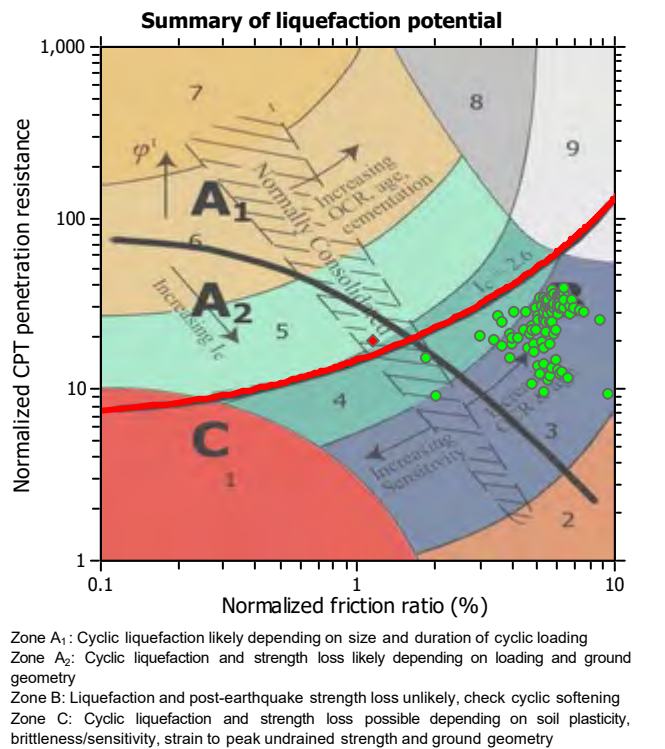 Summary of liquefaction potential
1,000
7
8
9
φ'
Increasing
OCR, age,
cementation
A1
Normally Consolidated
100
6
Ic = 2.6
A2
Increasing Ic
5
10
4
C
3
Increasing
Sensitivity
1
2
1
0.1
1
10
Normalized CPT penetration resistance
Normalized friction ratio (%)
Zone A1: Cyclic liquefaction likely depending on size and duration of cyclic loading
Zone A2: Cyclic liquefaction and strength loss likely depending on loading and ground
geometry
Zone B: Liquefaction and post-earthquake strength loss unlikely, check cyclic softening
Zone C: Cyclic liquefaction and strength loss possible depending on soil plasticity,
brittleness/sensitivity, strain to peak undrained strength and ground geometry